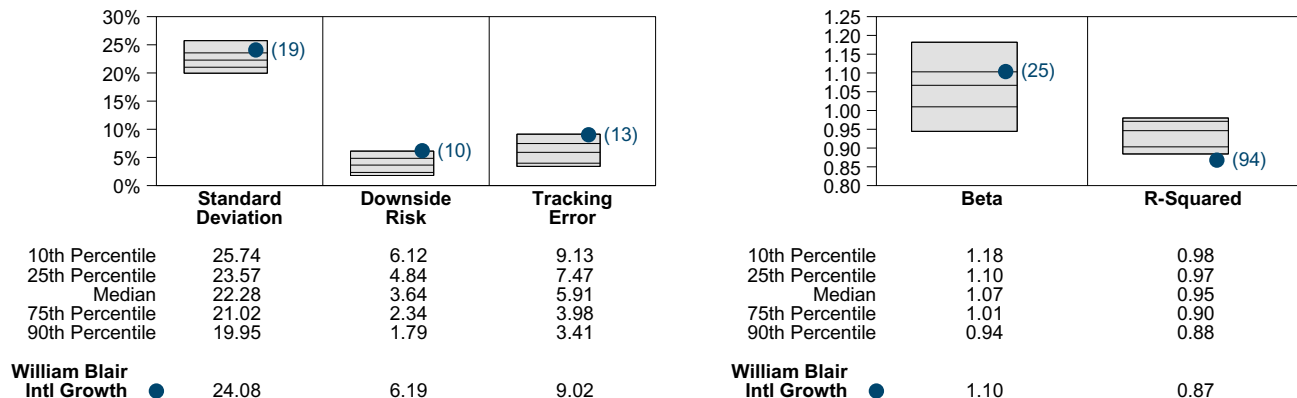 30%
25%
20%
15%
10%
5%
0%
(19)
(10)
(13)
Standard Deviation
Downside Risk
Tracking Error
10th Percentile 25.74 6.12 9.13
25th Percentile 23.57 4.84 7.47
Median 22.28 3.64 5.91
75th Percentile 21.02 2.34 3.98
90th Percentile 19.95 1.79 3.41
William Blair
Intl Growth 24.08 6.19 9.02
1.25
1.20
1.15
1.10
1.05
1.00
0.95
0.90
0.85
0.80
(25)
(94)
Beta R-Squared
10th Percentile 1.18 0.98
25th Percentile 1.10 0.97
Median 1.07 0.95
75th Percentile 1.01 0.90
90th Percentile 0.94 0.88
William Blair
Intl Growth 1.10 0.87